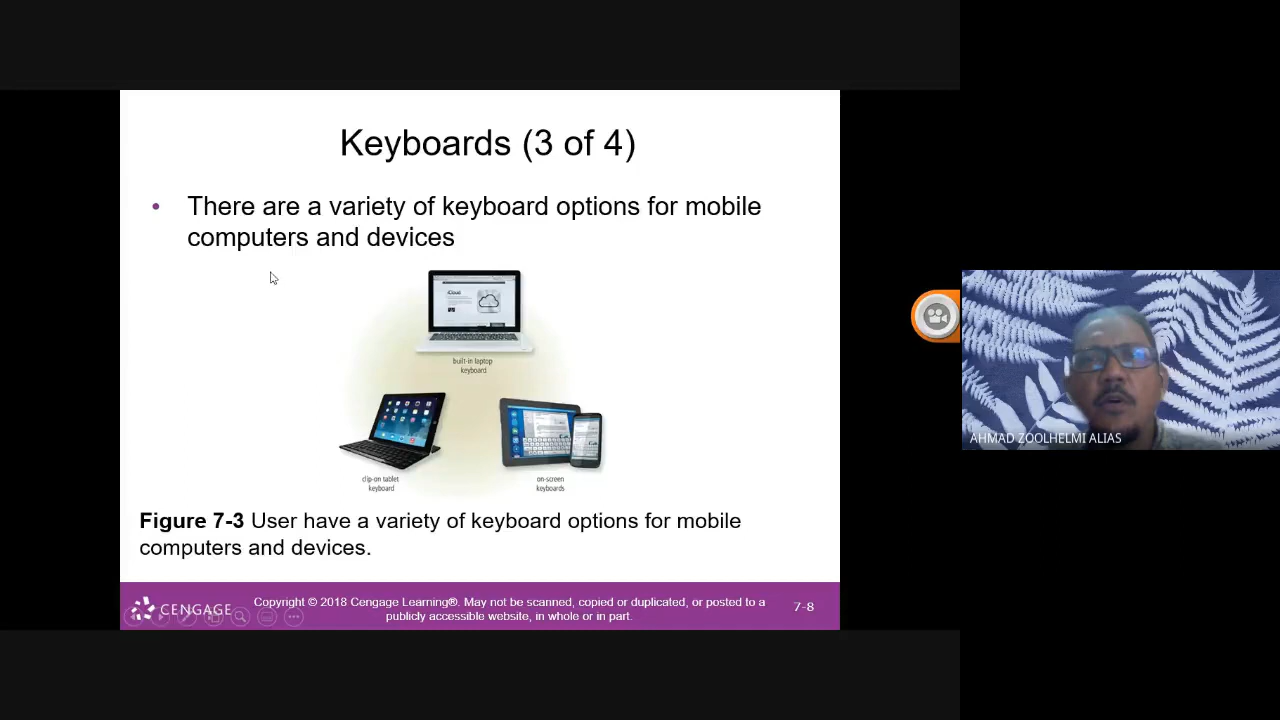 Keyboards (3 of 4)
• There are a variety of keyboard options for mobile
computers and devices
iCloud
built-in laptop
keyboard
clip-on tablet
keyboard
on-screen
keyboards
Figure 7-3 User have a variety of keyboard options for mobile
computers and devices.
CENGAGE
Copyright © 2018 Cengage Learning®. May not be scanned, copied or duplicated, or posted to a
publicly accessible website, in whole or in part.
7-8
AHMAD ZOOLHELMI ALIAS